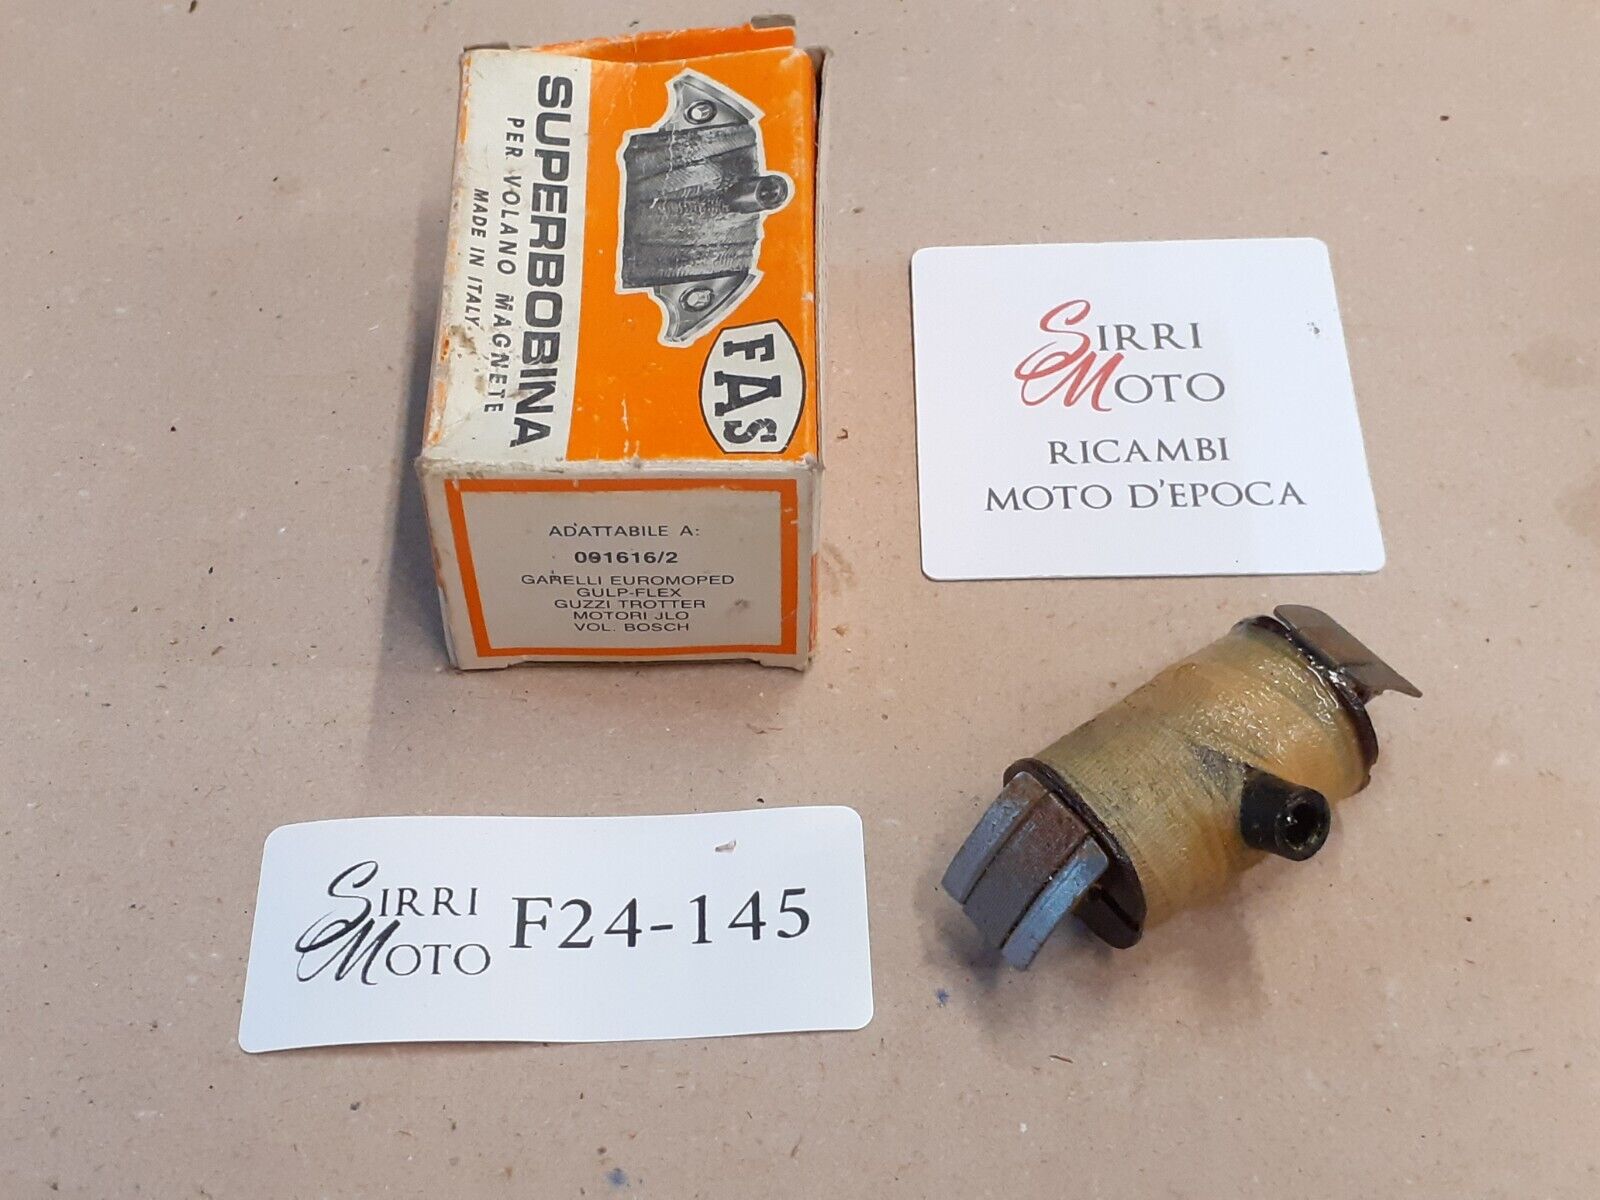 SUPERBOBINA
PER VOLANO MAGNETE
MADE IN ITALY
FAS
ADATTABILE A:
091616/2
GARELLI EUROMOPED
GULP-FLEX
GUZZI TROTTER
MOTORI JLO
VOL. BOSCH
SIRRI
MOTO
RICAMBI
MOTO D'EPOCA
SIRRI
MOTO
F24-145